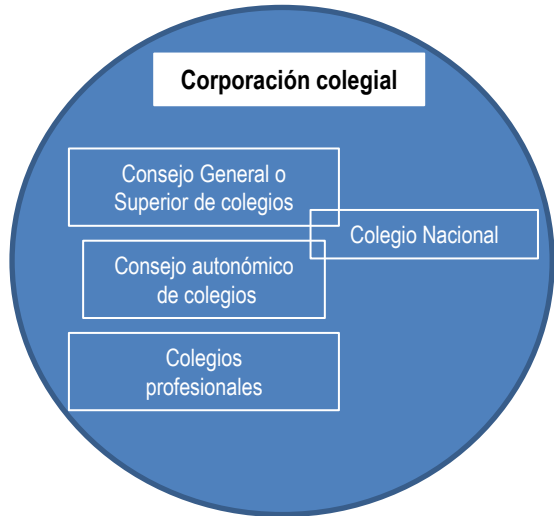 Corporación colegial
Consejo General o
Superior de colegios
Colegio Nacional
Consejo autonómico
de colegios
Colegios
profesionales